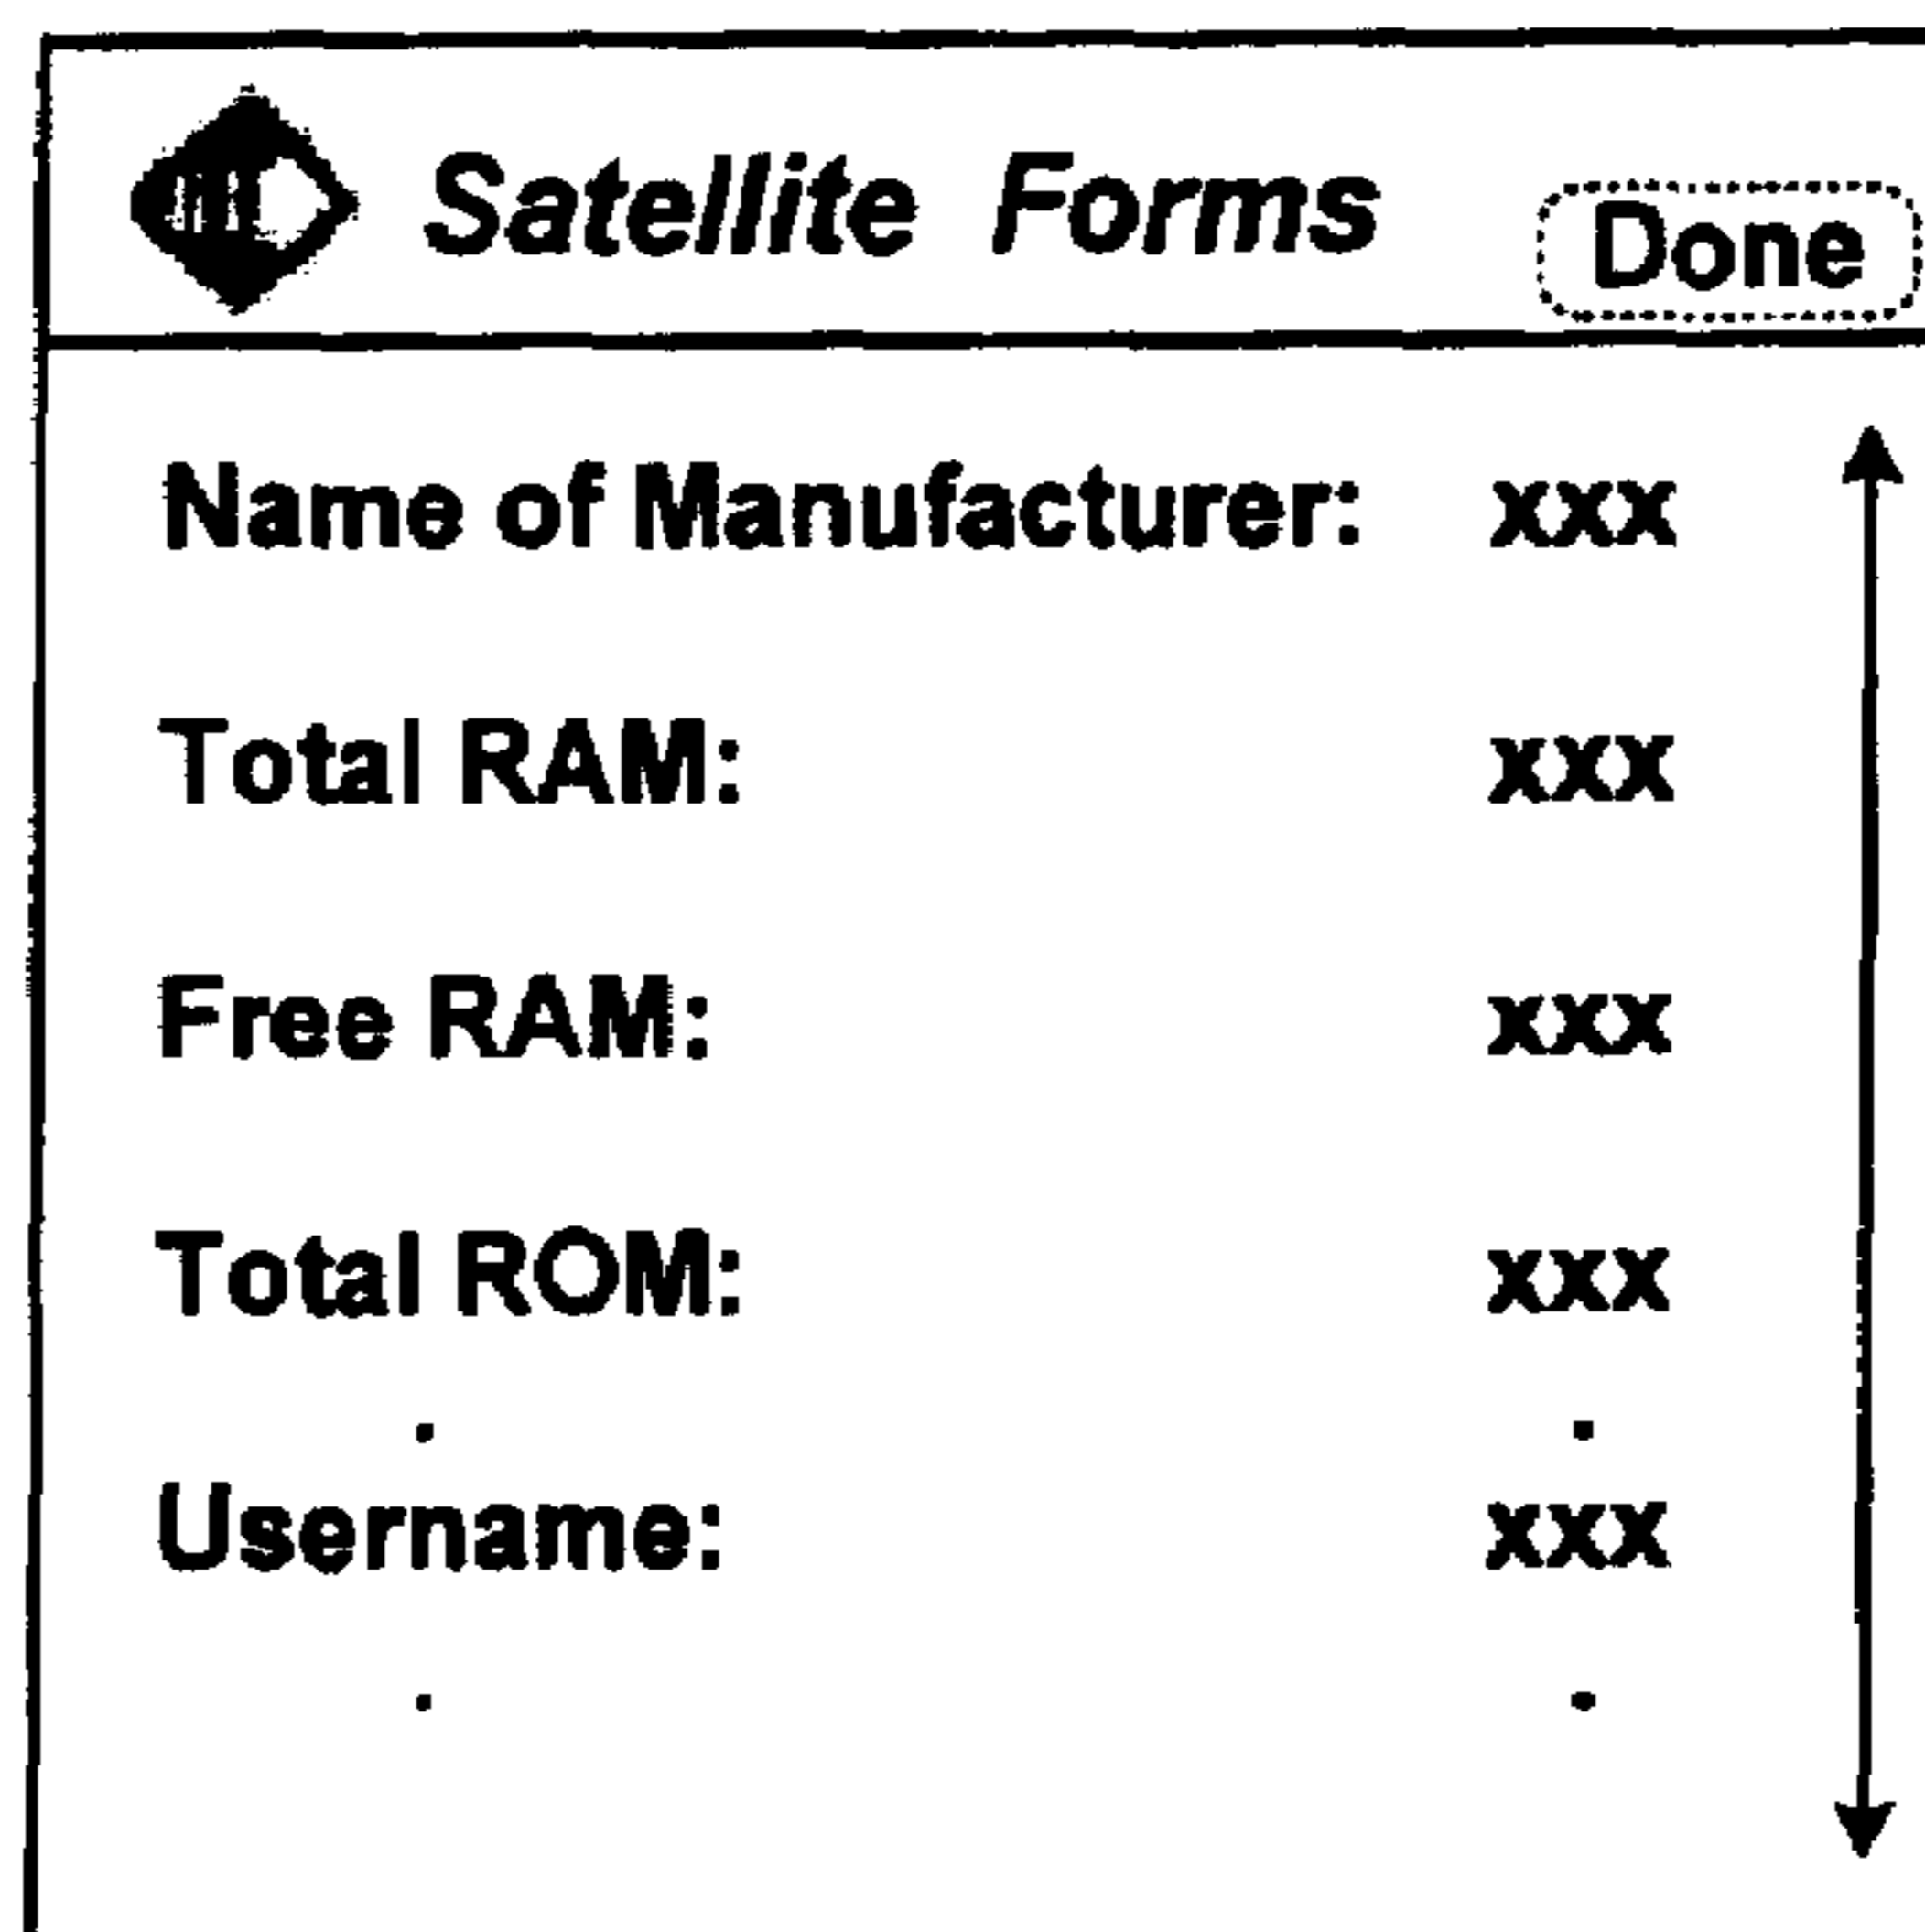 Satellite Forms
Done
Name of Manufacturer: xxx
Total RAM: xxx
Free RAM: xxx
Total ROM: xxx
. .
Username: xxx
. .